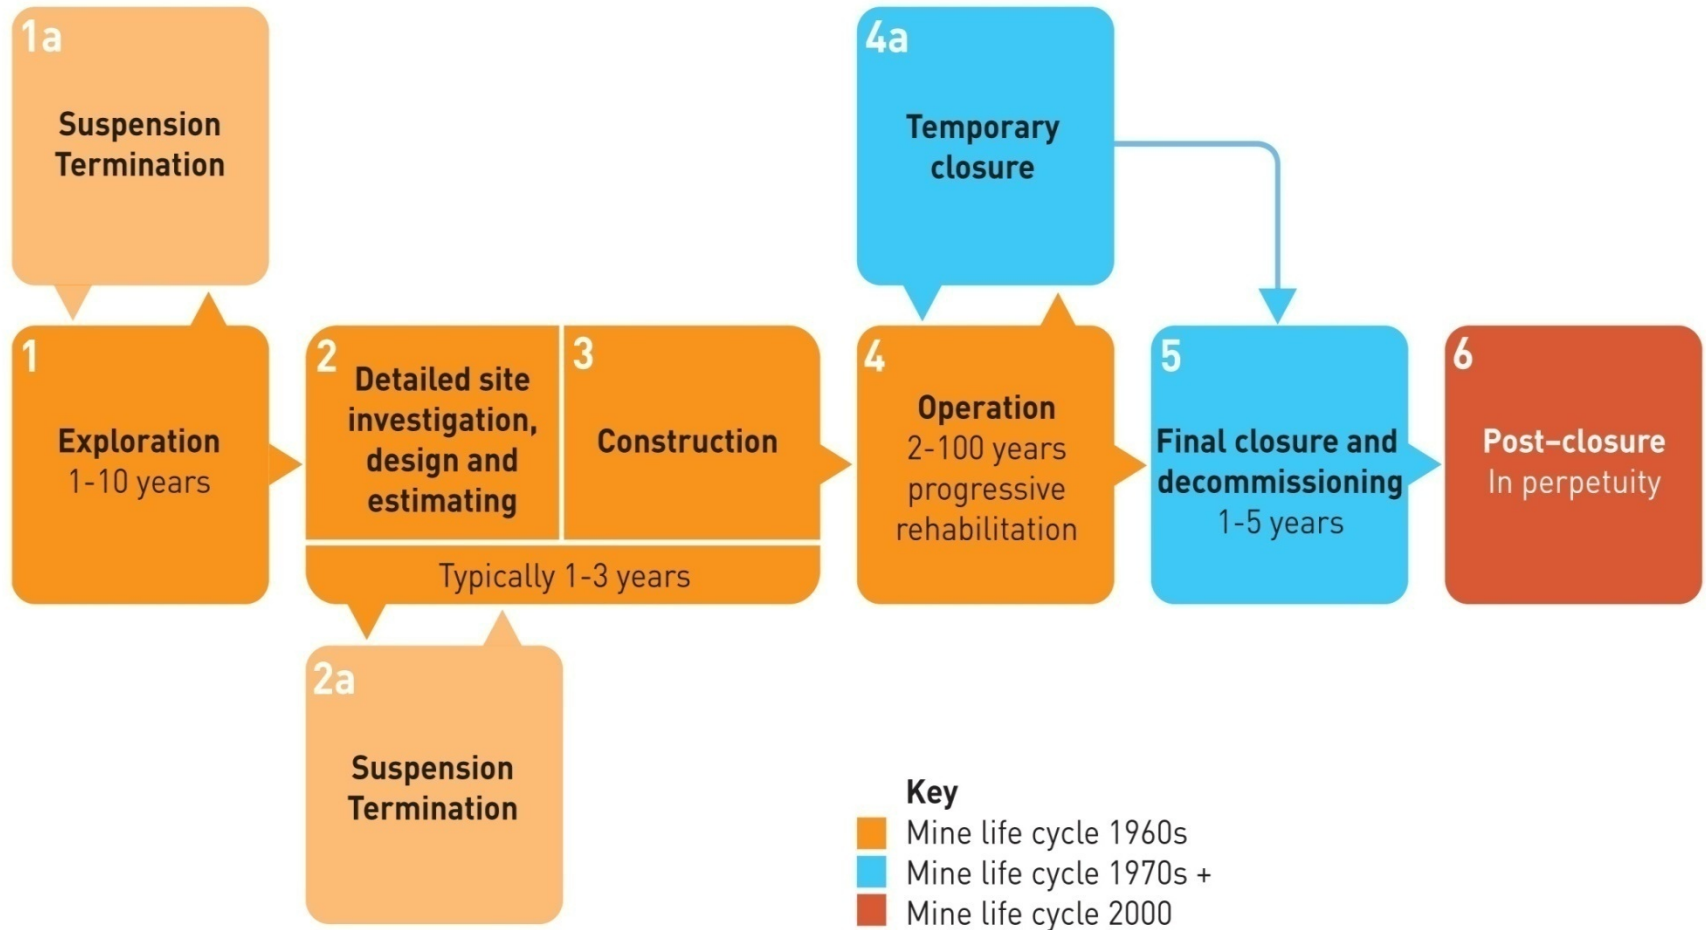 1a
Suspension
Termination
4a
Temporary
closure
1
Exploration
1-10 years
2
Detailed site
investigation,
design and
estimating
3
Construction
Typically 1-3 years
4
Operation
2-100 years
progressive
rehabilitation
5
Final closure and
decommissioning
1-5 years
6
Post–closure
In perpetuity
2a
Suspension
Termination
Key
Mine life cycle 1960s
Mine life cycle 1970s +
Mine life cycle 2000